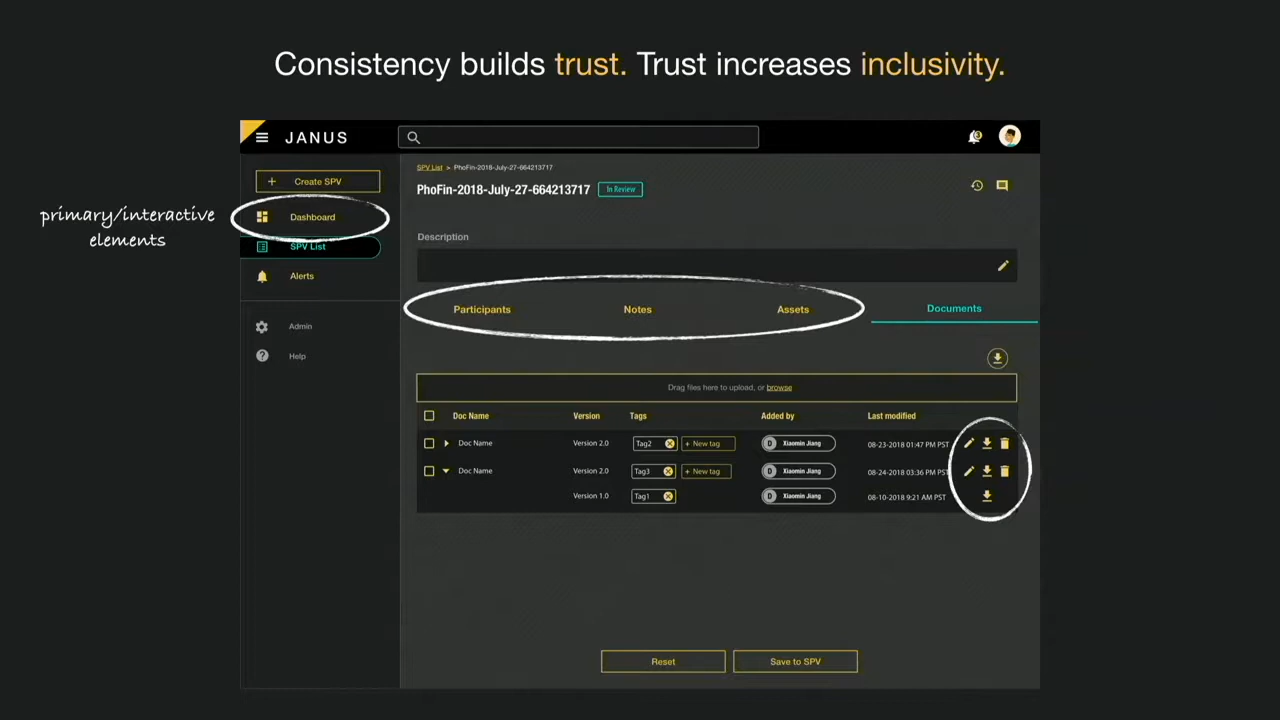 Consistency builds trust. Trust increases inclusivity.
JANUS
3
+ Create SPV
SPV List > PhoFin-2018-July-27-664213717
PhoFin-2018-July-27-664213717 In Review
primary/interactive
elements
Dashboard
SPV List
Alerts
Admin
Help
Description
Participants Notes Assets Documents
Drag files here to upload, or browse
Doc Name Version Tags Added by Last modified
Doc Name Version 2.0 Tag2 + New tag D Xiaomin Jiang 08-23-2018 01:47 PM PST
Doc Name Version 2.0 Tag3 + New tag D Xiaomin Jiang 08-24-2018 03:36 PM PST
Version 1.0 Tag1 D Xiaomin Jiang 08-10-2018 9:21 AM PST
Reset Save to SPV